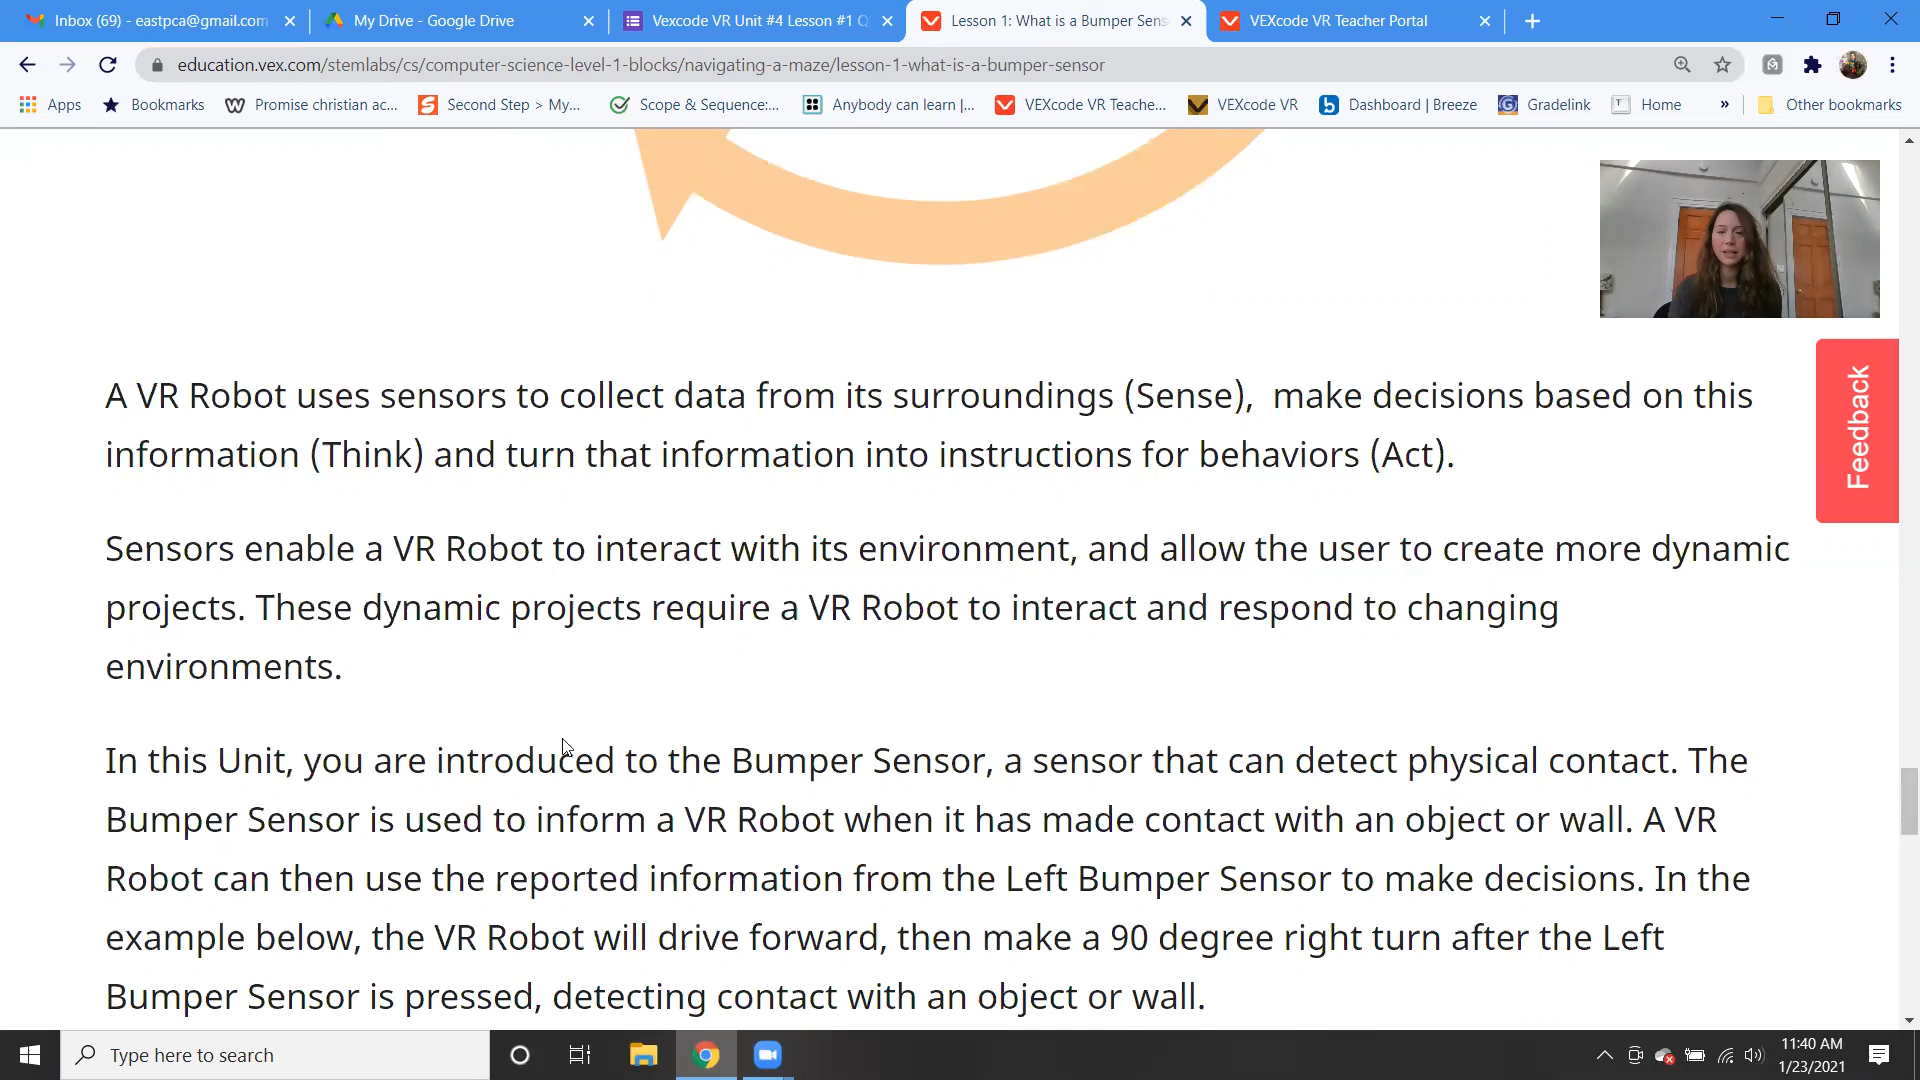 Inbox (69) - eastpca@gmail.com
My Drive - Google Drive
Vexcode VR Unit #4 Lesson #1 Q
Lesson 1: What is a Bumper Sens
VEXcode VR Teacher Portal
education.vex.com/stemlabs/cs/computer-science-level-1-blocks/navigating-a-maze/lesson-1-what-is-a-bumper-sensor
Apps
Bookmarks
Promise christian ac...
Second Step > My...
Scope & Sequence:...
Anybody can learn |...
VEXcode VR Teache...
VEXcode VR
Dashboard | Breeze
Gradelink
Home
»
Other bookmarks
A VR Robot uses sensors to collect data from its surroundings (Sense), make decisions based on this
information (Think) and turn that information into instructions for behaviors (Act).
Sensors enable a VR Robot to interact with its environment, and allow the user to create more dynamic
projects. These dynamic projects require a VR Robot to interact and respond to changing
environments.
In this Unit, you are introduced to the Bumper Sensor, a sensor that can detect physical contact. The
Bumper Sensor is used to inform a VR Robot when it has made contact with an object or wall. A VR
Robot can then use the reported information from the Left Bumper Sensor to make decisions. In the
example below, the VR Robot will drive forward, then make a 90 degree right turn after the Left
Bumper Sensor is pressed, detecting contact with an object or wall.
Feedback
Type here to search
11:40 AM
1/23/2021